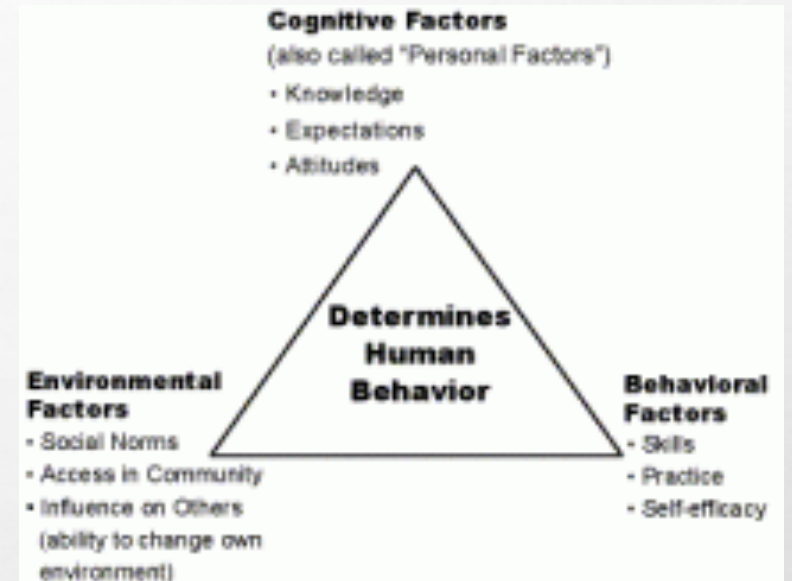 Cognitive Factors
(also called "Personal Factors")
• Knowledge
• Expectations
• Attitudes
Determines
Human
Behavior
Environmental
Factors
• Social Norms
• Access in Community
• Influence on Others
(ability to change own
environment)
Behavioral
Factors
• Skills
• Practice
• Self-efficacy